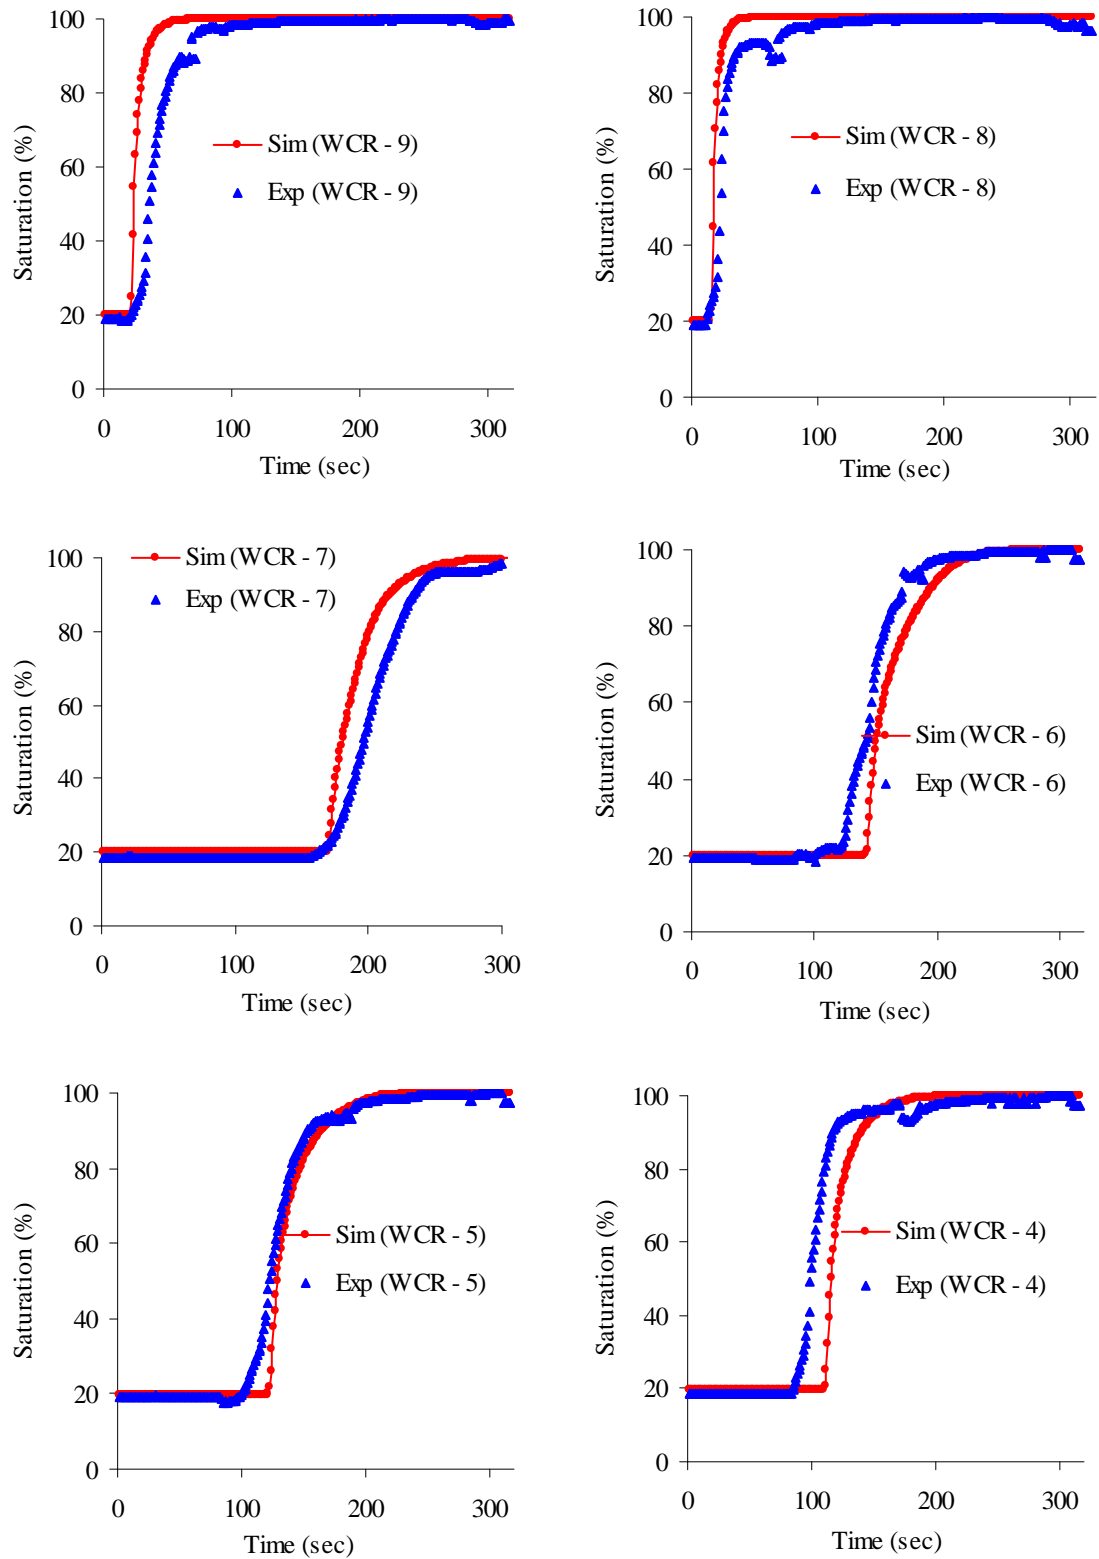 100
80
60
40
20
0
Saturation (%)
Sim (WCR - 9)
Exp (WCR - 9)
0 100 200 300
Time (sec)
100
80
60
40
20
0
Saturation (%)
Sim (WCR - 8)
Exp (WCR - 8)
0 100 200 300
Time (sec)
100
80
60
40
20
0
Saturation (%)
Sim (WCR - 7)
Exp (WCR - 7)
0 100 200 300
Time (sec)
100
80
60
40
20
0
Saturation (%)
Sim (WCR - 6)
Exp (WCR - 6)
0 100 200 300
Time (sec)
100
80
60
40
20
0
Saturation (%)
Sim (WCR - 5)
Exp (WCR - 5)
0 100 200 300
Time (sec)
100
80
60
40
20
0
Saturation (%)
Sim (WCR - 4)
Exp (WCR - 4)
0 100 200 300
Time (sec)